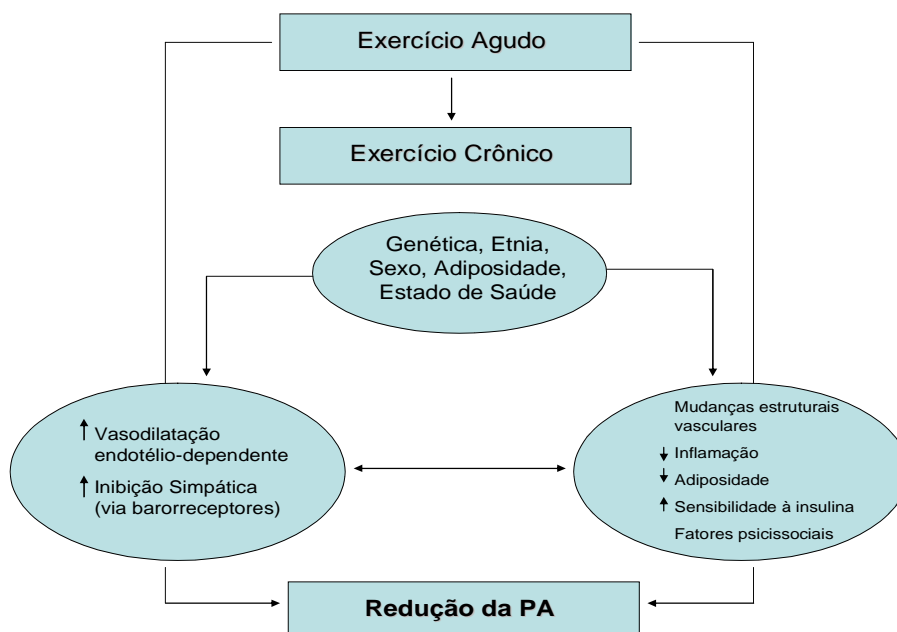 Exercício Agudo
Exercício Crônico
Genética, Etnia,
Sexo, Adiposidade,
Estado de Saúde
↑ Vasodilatação
endotélio-dependente
↑ Inibição Simpática
(via barorreceptores)
Mudanças estruturais
vasculares
↓ Inflamação
↓ Adiposidade
↑ Sensibilidade à insulina
Fatores psicissociais
Redução da PA